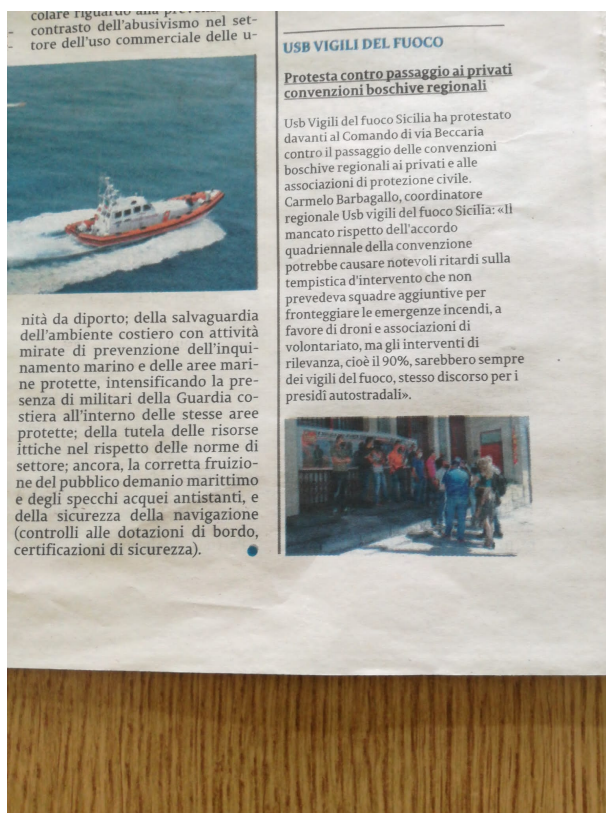 colare riguardo alla
contrasto dell'abusivismo nel set-
tore dell'uso commerciale delle u-
nità da diporto; della salvaguardia
dell'ambiente costiero con attività
mirate di prevenzione dell'inqui-
namento marino e delle aree mari-
ne protette, intensificando la pre-
senza di militari della Guardia co-
stiera all'interno delle stesse aree
protette; della tutela delle risorse
ittiche nel rispetto delle norme di
settore; ancora, la corretta fruizio-
ne del pubblico demanio marittimo
e degli specchi acquei antistanti, e
della sicurezza della navigazione
(controlli alle dotazioni di bordo,
certificazioni di sicurezza).
USB VIGILI DEL FUOCO
Protesta contro passaggio ai privati
convenzioni boschive regionali
Usb Vigili del fuoco Sicilia ha protestato
davanti al Comando di via Beccaria
contro il passaggio delle convenzioni
boschive regionali ai privati e alle
associazioni di protezione civile.
Carmelo Barbagallo, coordinatore
regionale Usb vigili del fuoco Sicilia: «Il
mancato rispetto dell'accordo
quadriennale della convenzione
potrebbe causare notevoli ritardi sulla
tempistica d'intervento che non
prevedeva squadre aggiuntive per
fronteggiare le emergenze incendi, a
favore di droni e associazioni di
volontariato, ma gli interventi di
rilevanza, cioè il 90%, sarebbero sempre
dei vigili del fuoco, stesso discorso per i
presìdi autostradali».